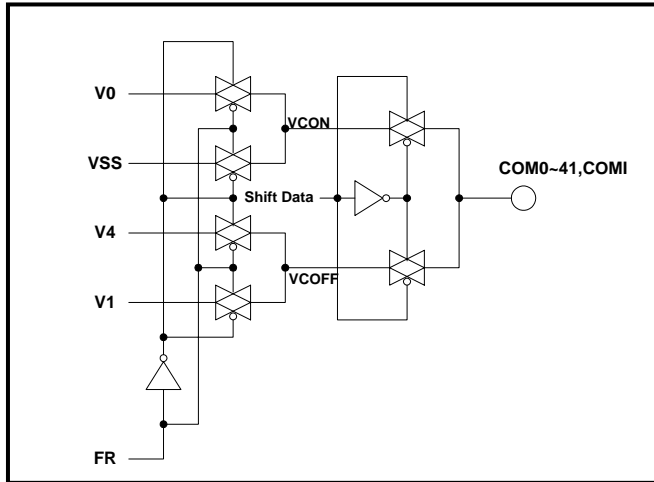 V0
VCON
VSS
COM0~41,COMI
Shift Data
V4
VCOFF
V1
FR